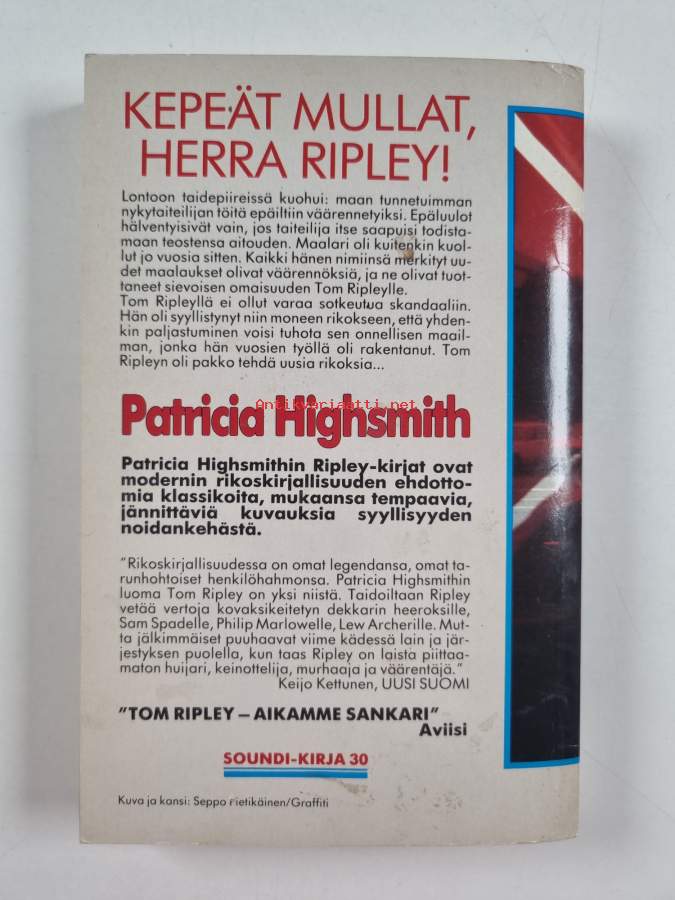 KEPEÄT MULLAT,
HERRA RIPLEY!
Lontoon taidepiireissä kuohui: maan tunnetuimman
nykytaiteilijan töitä epäiltiin väärennetyiksi. Epäluulot
hälventyisivät vain, jos taiteilija itse saapuisi todista-
maan teostensa aitouden. Maalari oli kuitenkin kuol-
lut jo vuosia sitten. Kaikki hänen nimiinsä merkityt uu-
det maalaukset olivat väärennöksiä, ja ne olivat tuot-
taneet sievoisen omaisuuden Tom Ripleylle.
Tom Ripleyllä ei ollut varaa sotkeutua skandaaliin.
Hän oli syyllistynyt niin moneen rikokseen, että yhden-
kin paljastuminen voisi tuhota sen onnellisen maail-
man, jonka hän vuosien työllä oli rakentanut. Tom
Ripleyn oli pakko tehdä uusia rikoksia...
Antikvariaatti.net
Patricia Highsmith
Patricia Highsmithin Ripley-kirjat ovat
modernin rikoskirjallisuuden ehdotto-
mia klassikoita, mukaansa tempaavia,
jännittäviä kuvauksia syyllisyyden
noidankehästä.
"Rikoskirjallisuudessa on omat legendansa, omat ta-
runhohtoiset henkilöhahmonsa. Patricia Highsmithin
luoma Tom Ripley on yksi niistä. Taidoiltaan Ripley
vetää vertoja kovaksikeitetyn dekkarin heeroksille,
Sam Spadelle, Philip Marlowelle, Lew Archerille. Mut-
ta jälkimmäiset puuhaavat viime kädessä lain ja jär-
jestyksen puolella, kun taas Ripley on laista piittaa-
maton huijari, keinottelija, murhaaja ja väärentäjä."
Keijo Kettunen, UUSI SUOMI
"TOM RIPLEY – AIKAMME SANKARI"
Aviisi
SOUNDI-KIRJA 30
Kuva ja kansi: Seppo Pietikäinen/Graffiti